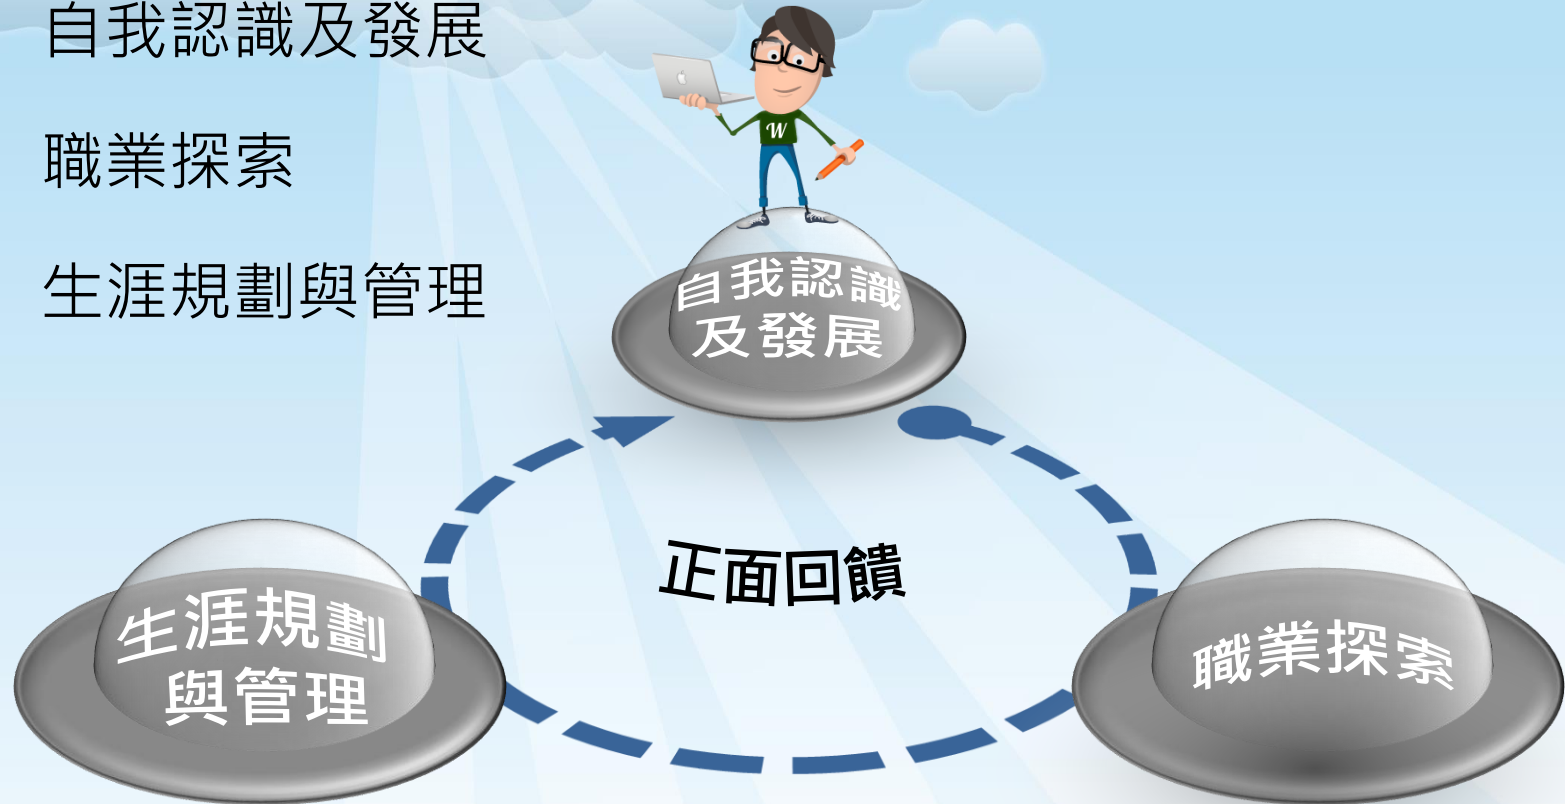 自我認識及發展
職業探索
生涯規劃與管理
W
自我認識
及發展
正面回饋
生涯規劃
與管理
職業探索